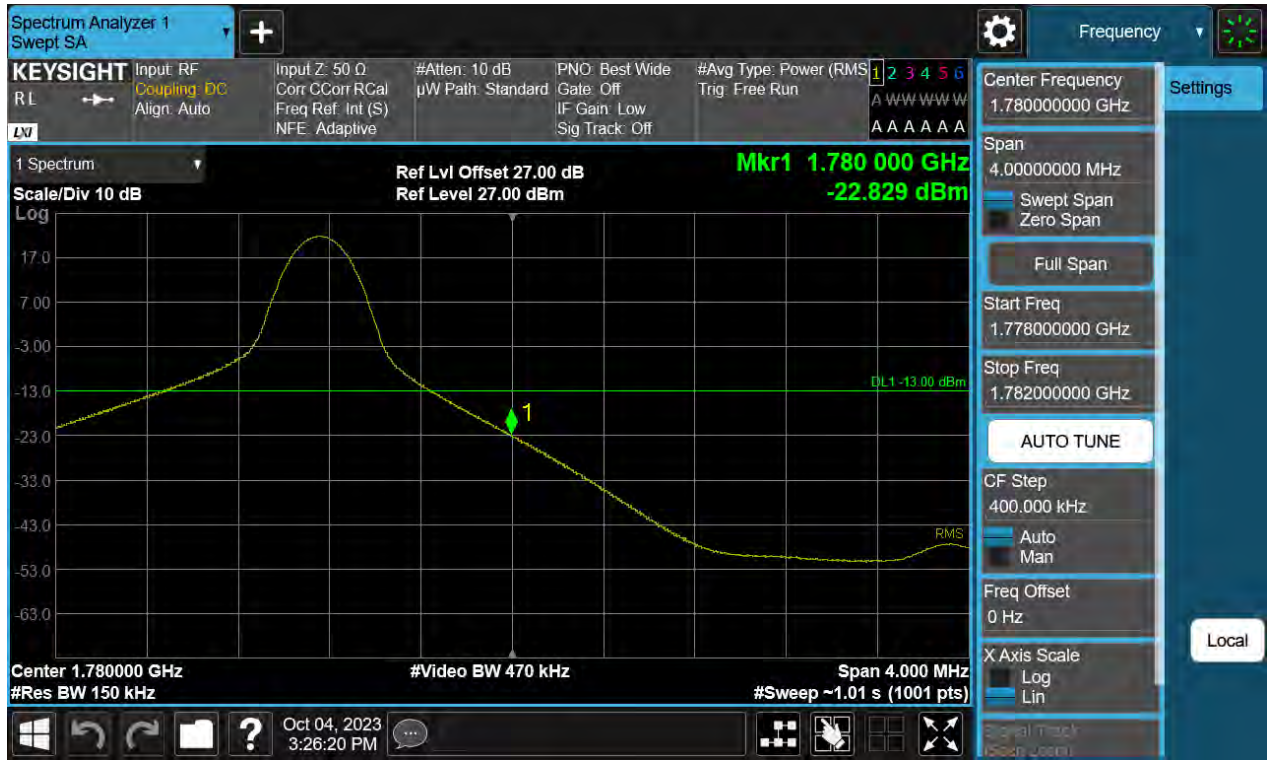 Spectrum Analyzer 1
Swept SA
Frequency
KEYSIGHT
RL
LXI
Input: RF
Coupling: DC
Align: Auto
Input Z: 50 Ω
Corr CCorr RCal
Freq Ref: Int (S)
NFE: Adaptive
#Atten: 10 dB
µW Path: Standard
PNO: Best Wide
Gate: Off
IF Gain: Low
Sig Track: Off
#Avg Type: Power (RMS
Trig: Free Run
1 2 3 4 5 6
A W W W W W
A A A A A A
1 Spectrum
Scale/Div 10 dB
Ref Lvl Offset 27.00 dB
Ref Level 27.00 dBm
Mkr1 1.780 000 GHz
-22.829 dBm
Log
17.0
7.00
-3.00
-13.0
-23.0
-33.0
-43.0
-53.0
-63.0
DL1 -13.00 dBm
1
RMS
Center 1.780000 GHz
#Res BW 150 kHz
#Video BW 470 kHz
Span 4.000 MHz
#Sweep ~1.01 s (1001 pts)
Center Frequency
1.780000000 GHz
Settings
Span
4.00000000 MHz
Swept Span
Zero Span
Full Span
Start Freq
1.778000000 GHz
Stop Freq
1.782000000 GHz
AUTO TUNE
CF Step
400.000 kHz
Auto
Man
Freq Offset
0 Hz
X Axis Scale
Log
Lin
Signal Track
(Span Zoom)
Local
?
Oct 04, 2023
3:26:20 PM